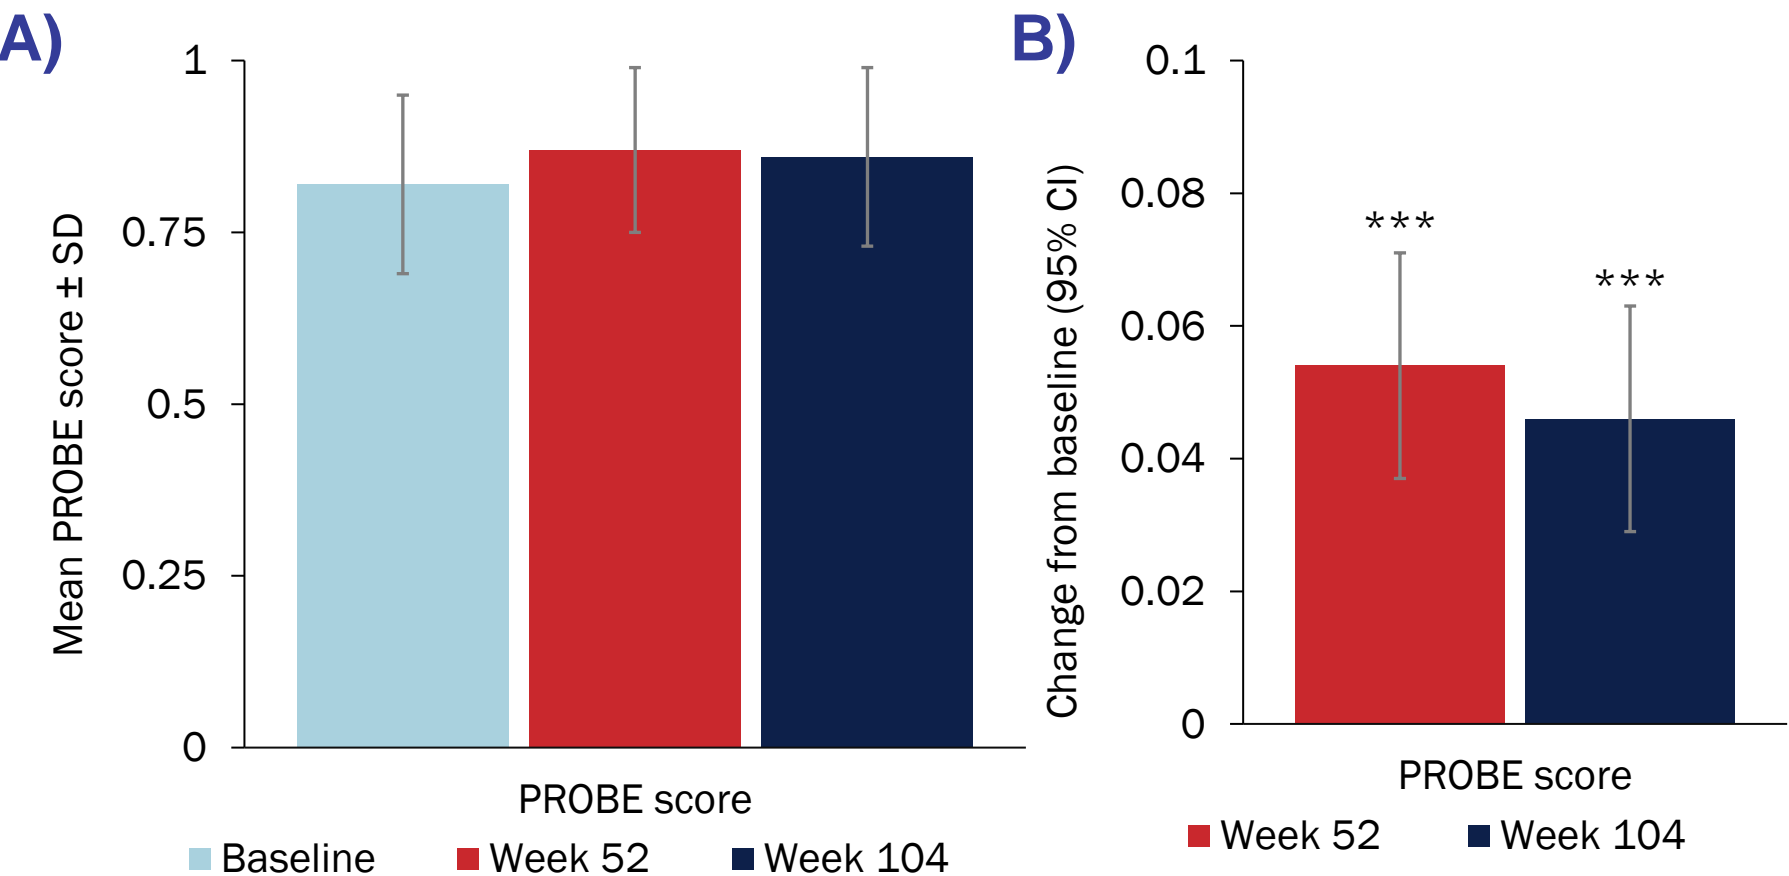 A)
Mean PROBE score ± SD
1
0.75
0.5
0.25
0
PROBE score
Baseline
Week 52
Week 104
B)
Change from baseline (95% CI)
0.1
0.08
0.06
0.04
0.02
0
***
***
PROBE score
Week 52
Week 104